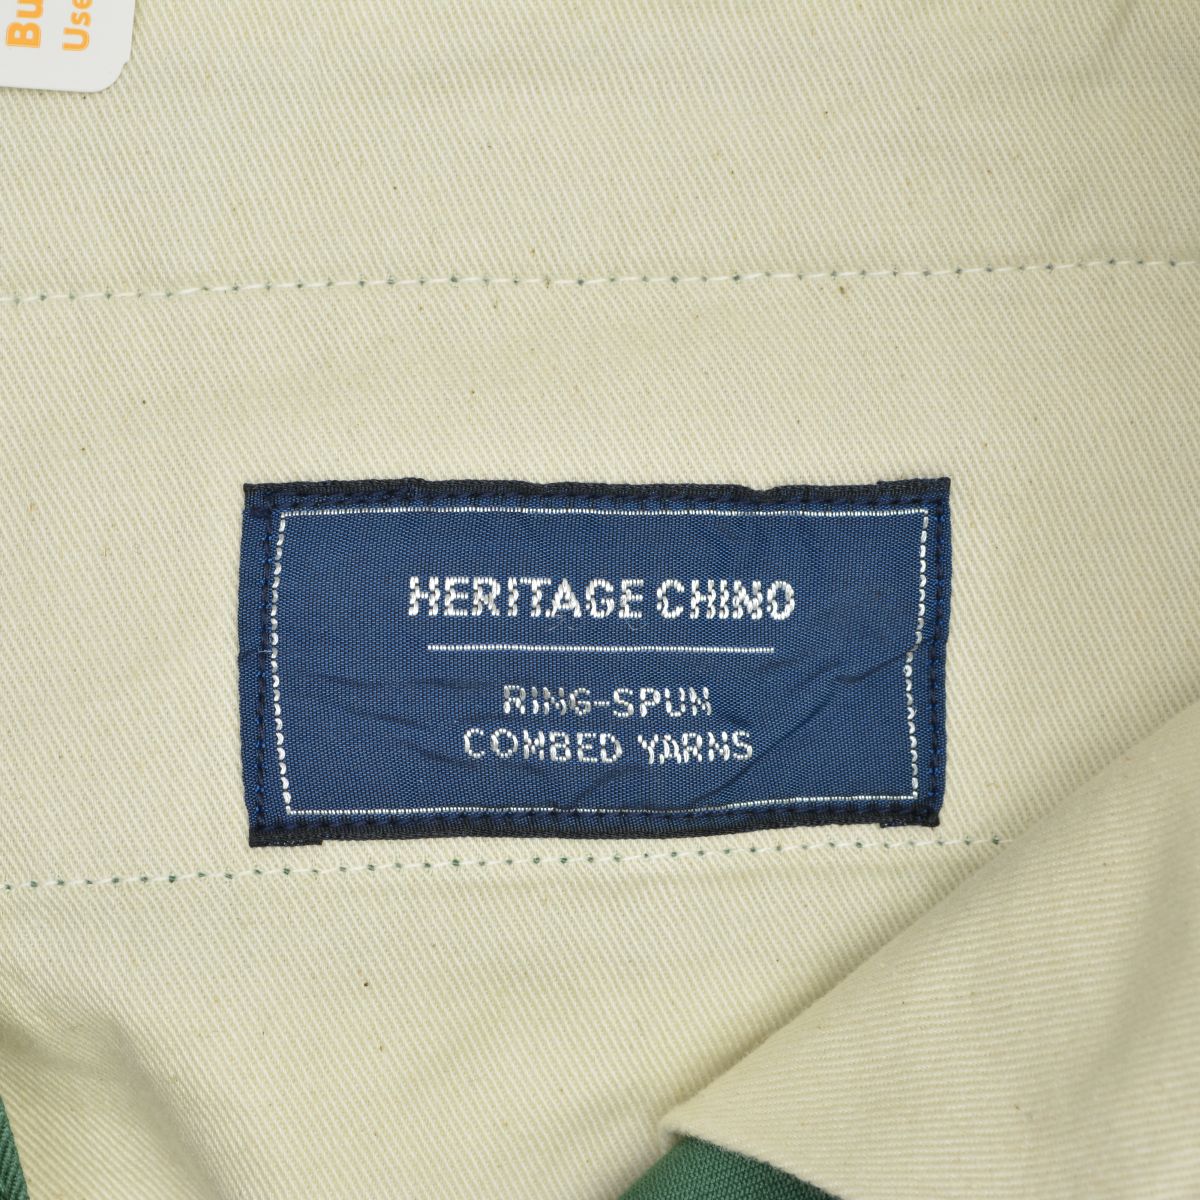 HERITAGE CHINO
RING-SPUN
COMBED YARNS